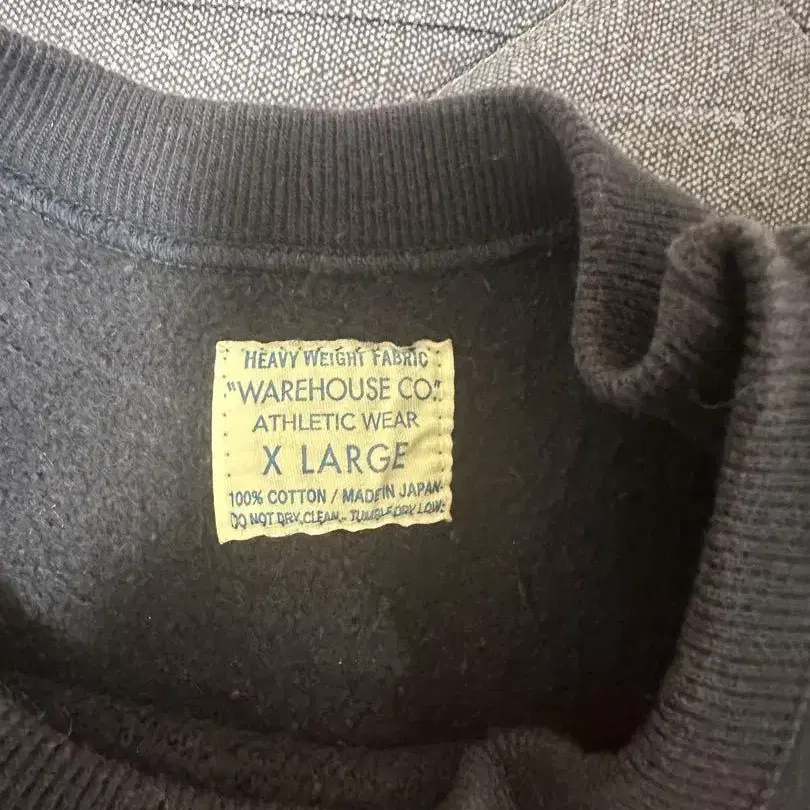 HEAVY WEIGHT FABRIC
"WAREHOUSE CO."
ATHLETIC WEAR
X LARGE
100% COTTON / MADE IN JAPAN
DO NOT DRY CLEAN - TUMBLE DRY LOW